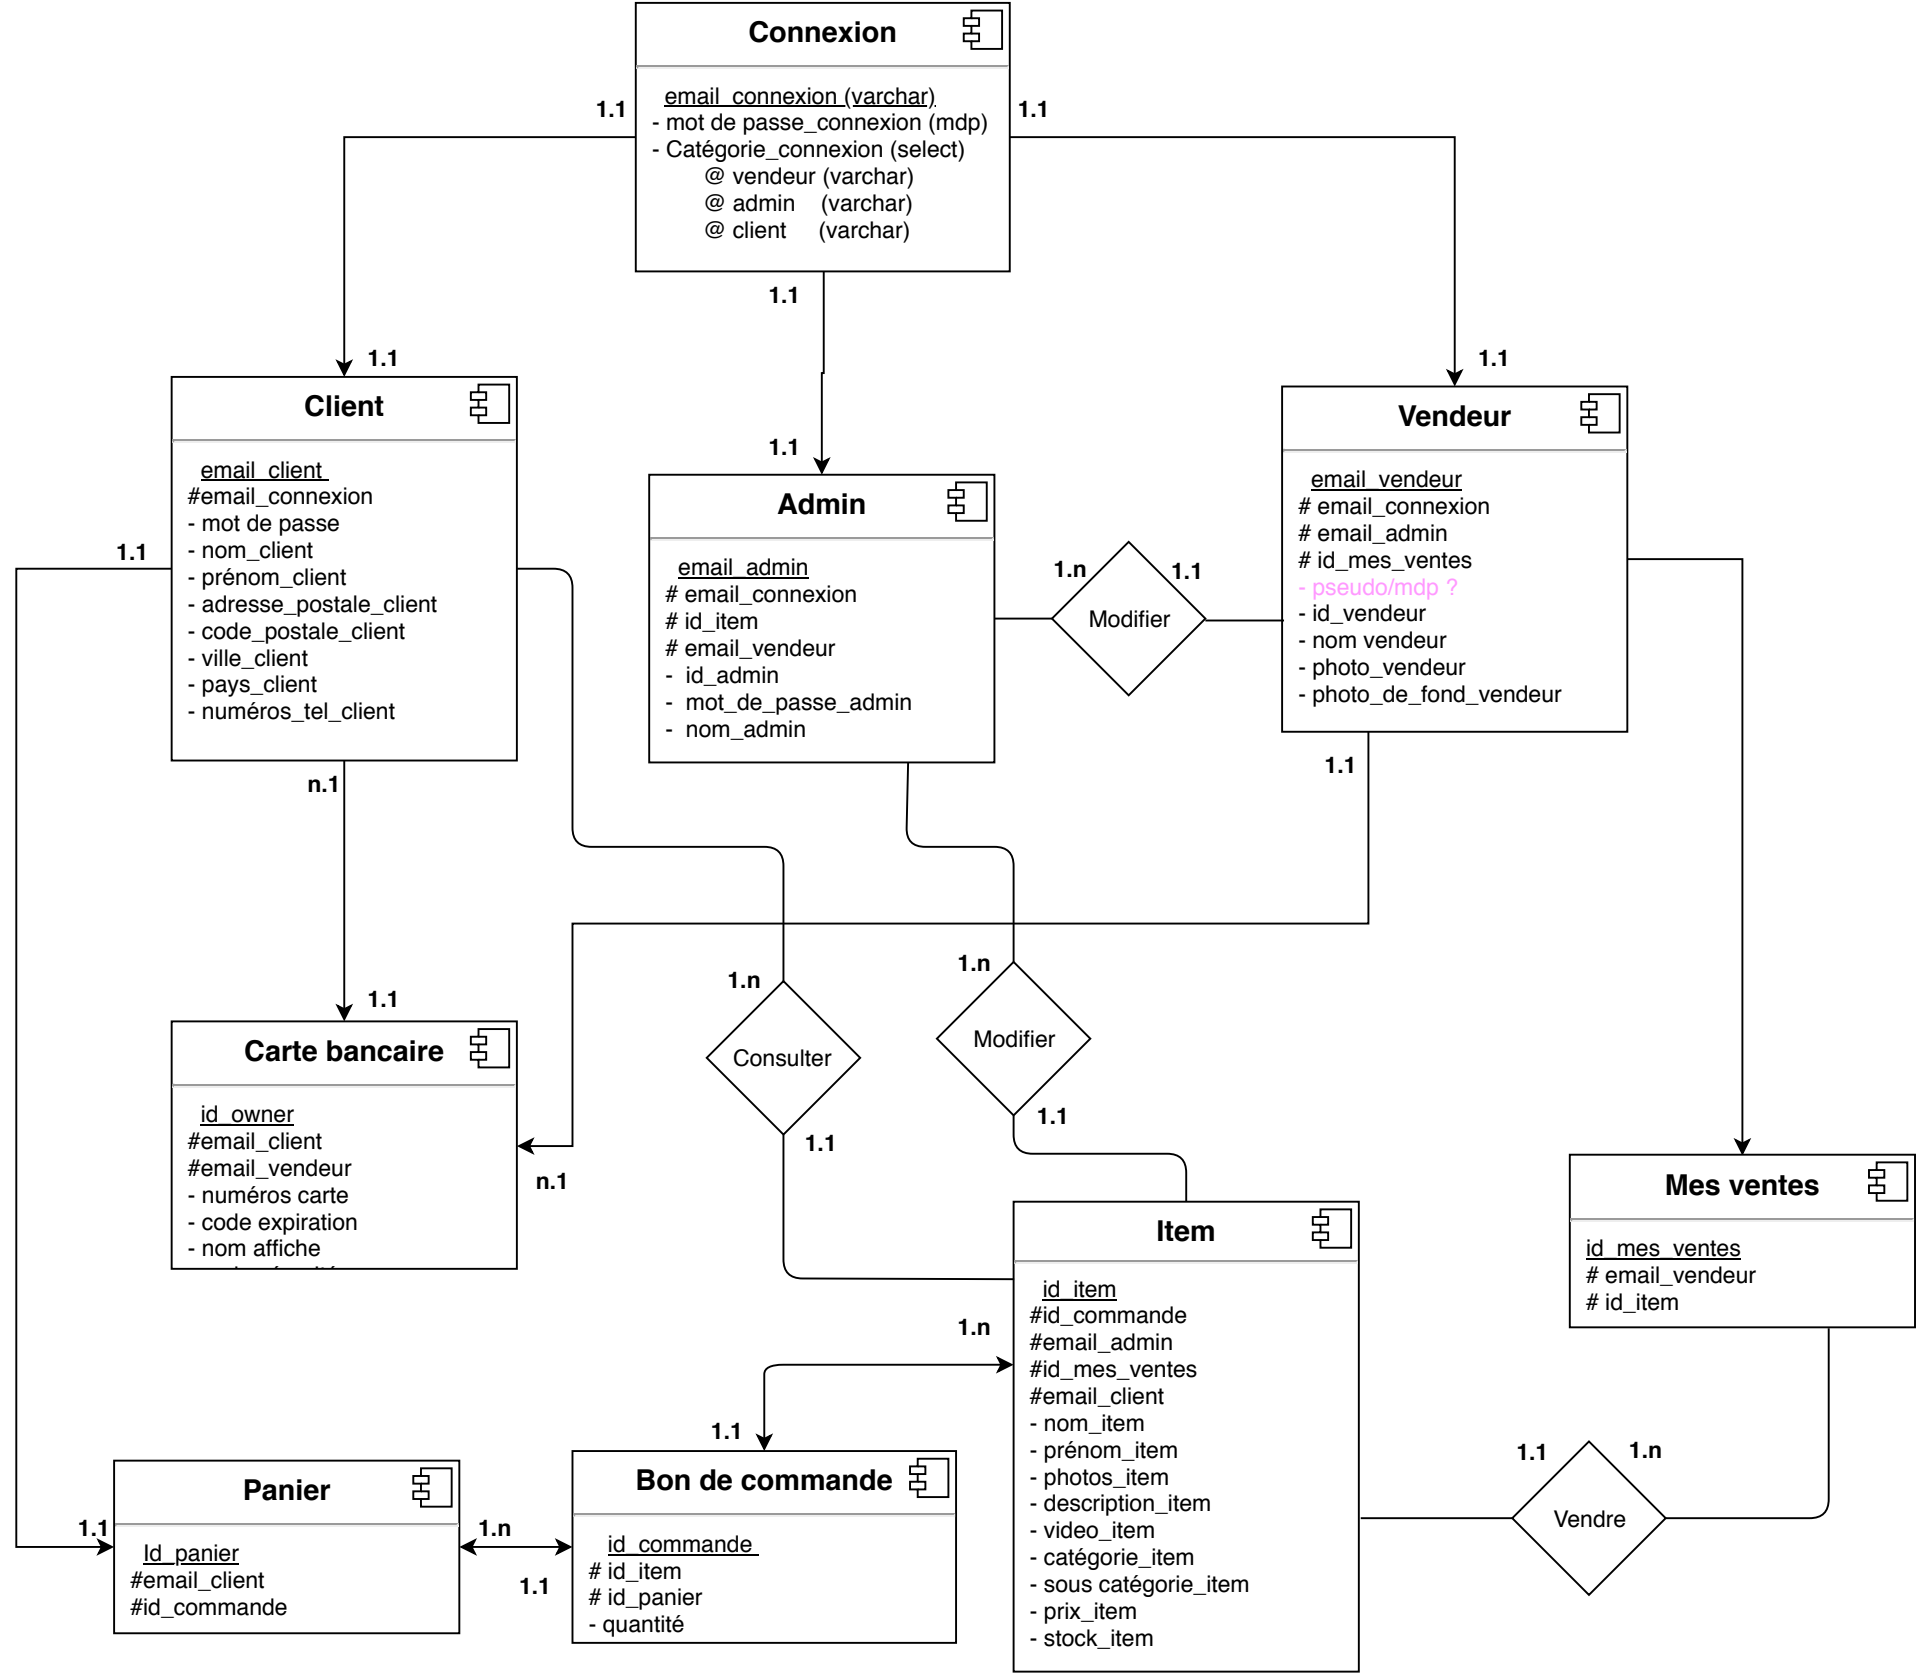 Connexion
email_connexion (varchar)
- mot de passe_connexion (mdp)
- Catégorie_connexion (select)
@ vendeur (varchar)
@ admin (varchar)
@ client (varchar)
1.1
1.1
1.1
1.1
1.1
1.1
Client
email_client
#email_connexion
- mot de passe
- nom_client
- prénom_client
- adresse_postale_client
- code_postale_client
- ville_client
- pays_client
- numéros_tel_client
1.1
n.1
Admin
email_admin
# email_connexion
# id_item
# email_vendeur
- id_admin
- mot_de_passe_admin
- nom_admin
1.n
Modifier
1.1
Vendeur
email_vendeur
# email_connexion
# email_admin
# id_mes_ventes
- pseudo/mdp ?
- id_vendeur
- nom vendeur
- photo_vendeur
- photo_de_fond_vendeur
1.1
1.1
Carte bancaire
id_owner
#email_client
#email_vendeur
- numéros carte
- code expiration
- nom affiche
n.1
1.n
Consulter
1.1
1.n
Modifier
1.1
Mes ventes
id_mes_ventes
# email_vendeur
# id_item
Item
id_item
#id_commande
#email_admin
#id_mes_ventes
#email_client
- nom_item
- prénom_item
- photos_item
- description_item
- video_item
- catégorie_item
- sous catégorie_item
- prix_item
- stock_item
1.n
1.1
1.1
Vendre
1.n
Panier
Id_panier
#email_client
#id_commande
1.1
1.n
1.1
Bon de commande
id_commande
# id_item
# id_panier
- quantité